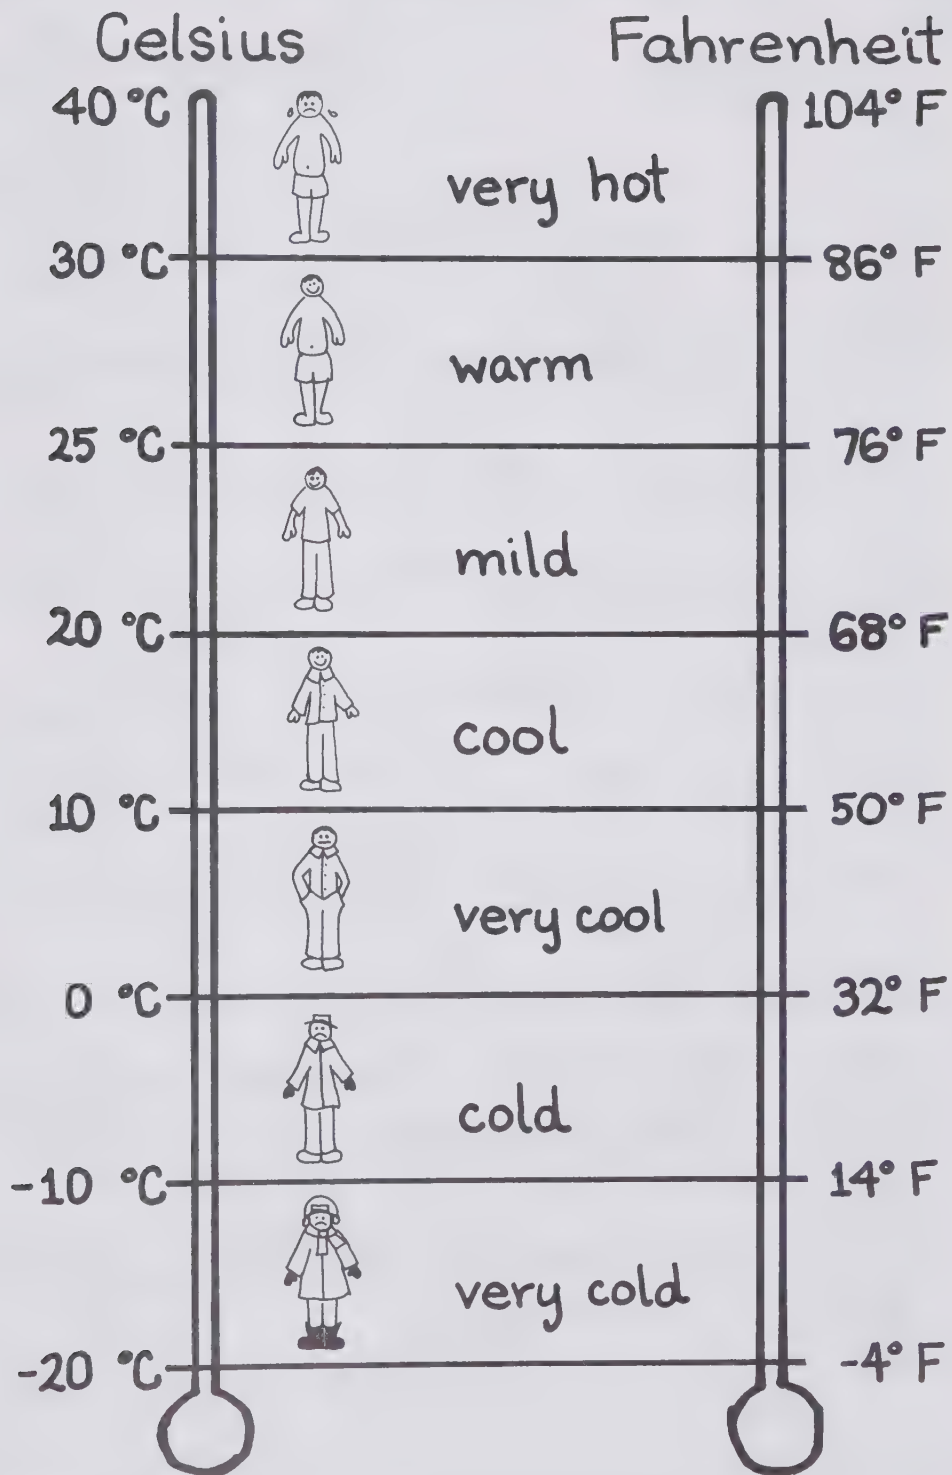 Celsius Fahrenheit
40 °C 104° F
very hot
30 °C 86° F
warm
25 °C 76° F
mild
20 °C 68° F
cool
10 °C 50° F
very cool
0 °C 32° F
cold
-10 °C 14° F
very cold
-20 °C -4° F